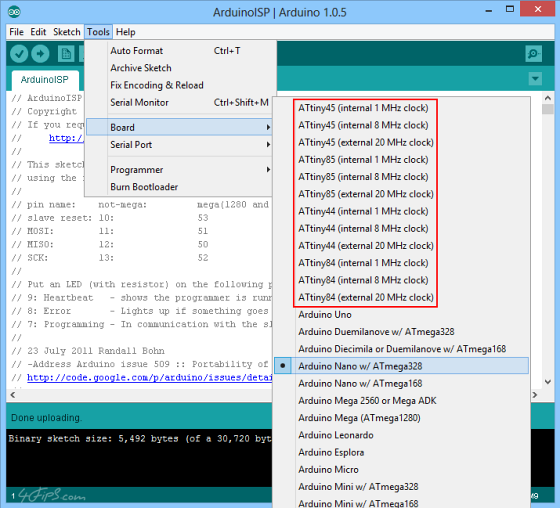 ArduinoISP | Arduino 1.0.5
File Edit Sketch Tools Help
Auto Format Ctrl+T
Archive Sketch
Fix Encoding & Reload
Serial Monitor Ctrl+Shift+M
Board
Serial Port
Programmer
Burn Bootloader
ATtiny45 (internal 1 MHz clock)
ATtiny45 (internal 8 MHz clock)
ATtiny45 (external 20 MHz clock)
ATtiny85 (internal 1 MHz clock)
ATtiny85 (internal 8 MHz clock)
ATtiny85 (external 20 MHz clock)
ATtiny44 (internal 1 MHz clock)
ATtiny44 (internal 8 MHz clock)
ATtiny44 (external 20 MHz clock)
ATtiny84 (internal 1 MHz clock)
ATtiny84 (internal 8 MHz clock)
ATtiny84 (external 20 MHz clock)
Arduino Uno
Arduino Duemilanove w/ ATmega328
Arduino Diecimila or Duemilanove w/ ATmega168
Arduino Nano w/ ATmega328
Arduino Nano w/ ATmega168
Arduino Mega 2560 or Mega ADK
Arduino Mega (ATmega1280)
Arduino Leonardo
Arduino Esplora
Arduino Micro
Arduino Mini w/ ATmega328
Arduino Mini w/ ATmega168
ArduinoISP
// ArduinoISP
// Copyright
// If you requ
// http:/
//
// This sketc
// using the
//
// pin name: not-mega: mega(1280 and
// slave reset: 10: 53
// MOSI: 11: 51
// MISO: 12: 50
// SCK: 13: 52
//
// Put an LED (with resistor) on the following p
// 9: Heartbeat - shows the programmer is runn
// 8: Error - Lights up if something goes
// 7: Programming - In communication with the sl
//
// 23 July 2011 Randall Bohn
// -Address Arduino issue 509 :: Portability of
// http://code.google.com/p/arduino/issues/detai
Done uploading.
Binary sketch size: 5,492 bytes (of a 30,720 byt
1
4FIPS.com